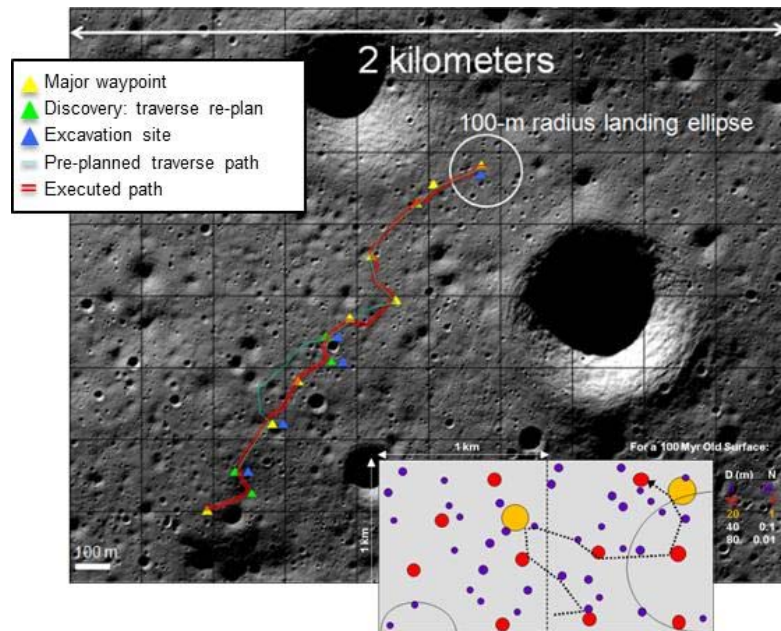 2 kilometers
Major waypoint
Discovery: traverse re-plan
Excavation site
Pre-planned traverse path
Executed path
100-m radius landing ellipse
100 m
1 km
For a 100 Myr Old Surface:
1 km
D (m) N
20 1
40 0.1
80 0.01